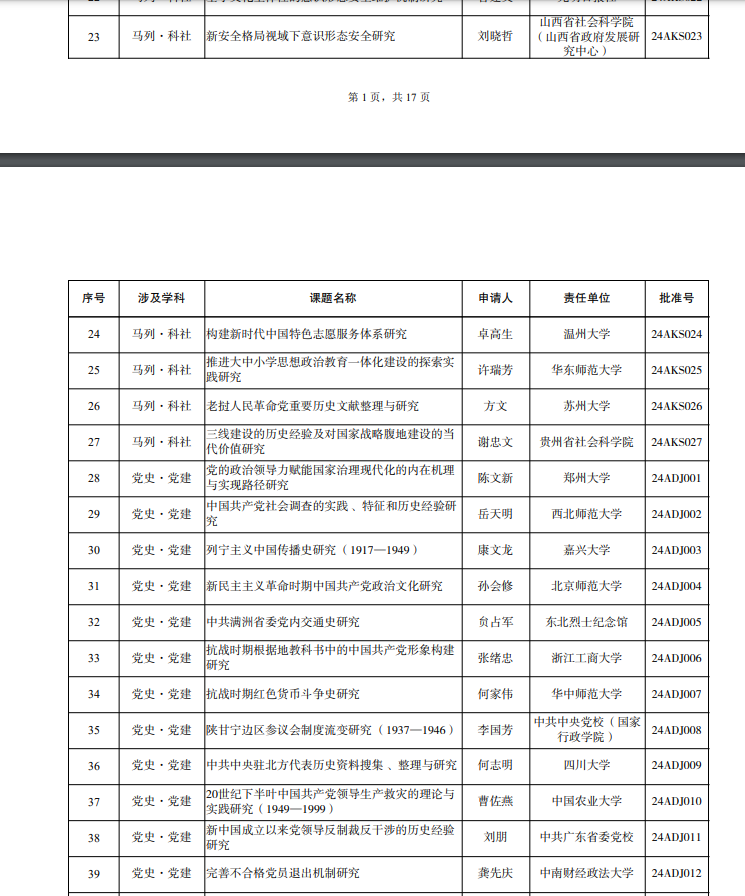 23 马列·科社 新安全格局视域下意识形态安全研究 刘晓哲 山西省社会科学院（山西省政府发展研究中心） 24AKS023
第 1 页，共 17 页
序号 涉及学科 课题名称 申请人 责任单位 批准号
24 马列·科社 构建新时代中国特色志愿服务体系研究 卓高生 温州大学 24AKS024
25 马列·科社 推进大中小学思想政治教育一体化建设的探索实践研究 许瑞芳 华东师范大学 24AKS025
26 马列·科社 老挝人民革命党重要历史文献整理与研究 方文 苏州大学 24AKS026
27 马列·科社 三线建设的历史经验及对国家战略腹地建设的当代价值研究 谢忠文 贵州省社会科学院 24AKS027
28 党史·党建 党的政治领导力赋能国家治理现代化的内在机理与实现路径研究 陈文新 郑州大学 24ADJ001
29 党史·党建 中国共产党社会调查的实践、特征和历史经验研究 岳天明 西北师范大学 24ADJ002
30 党史·党建 列宁主义中国传播史研究（1917—1949） 康文龙 嘉兴大学 24ADJ003
31 党史·党建 新民主主义革命时期中国共产党政治文化研究 孙会修 北京师范大学 24ADJ004
32 党史·党建 中共满洲省委党内交通史研究 贠占军 东北烈士纪念馆 24ADJ005
33 党史·党建 抗战时期根据地教科书中的中国共产党形象构建研究 张绪忠 浙江工商大学 24ADJ006
34 党史·党建 抗战时期红色货币斗争史研究 何家伟 华中师范大学 24ADJ007
35 党史·党建 陕甘宁边区参议会制度流变研究（1937—1946） 李国芳 中共中央党校（国家行政学院） 24ADJ008
36 党史·党建 中共中央驻北方代表历史资料搜集、整理与研究 何志明 四川大学 24ADJ009
37 党史·党建 20世纪下半叶中国共产党领导生产救灾的理论与实践研究（1949—1999） 曹佐燕 中国农业大学 24ADJ010
38 党史·党建 新中国成立以来党领导反制裁反干涉的历史经验研究 刘朋 中共广东省委党校 24ADJ011
39 党史·党建 完善不合格党员退出机制研究 龚先庆 中南财经政法大学 24ADJ012